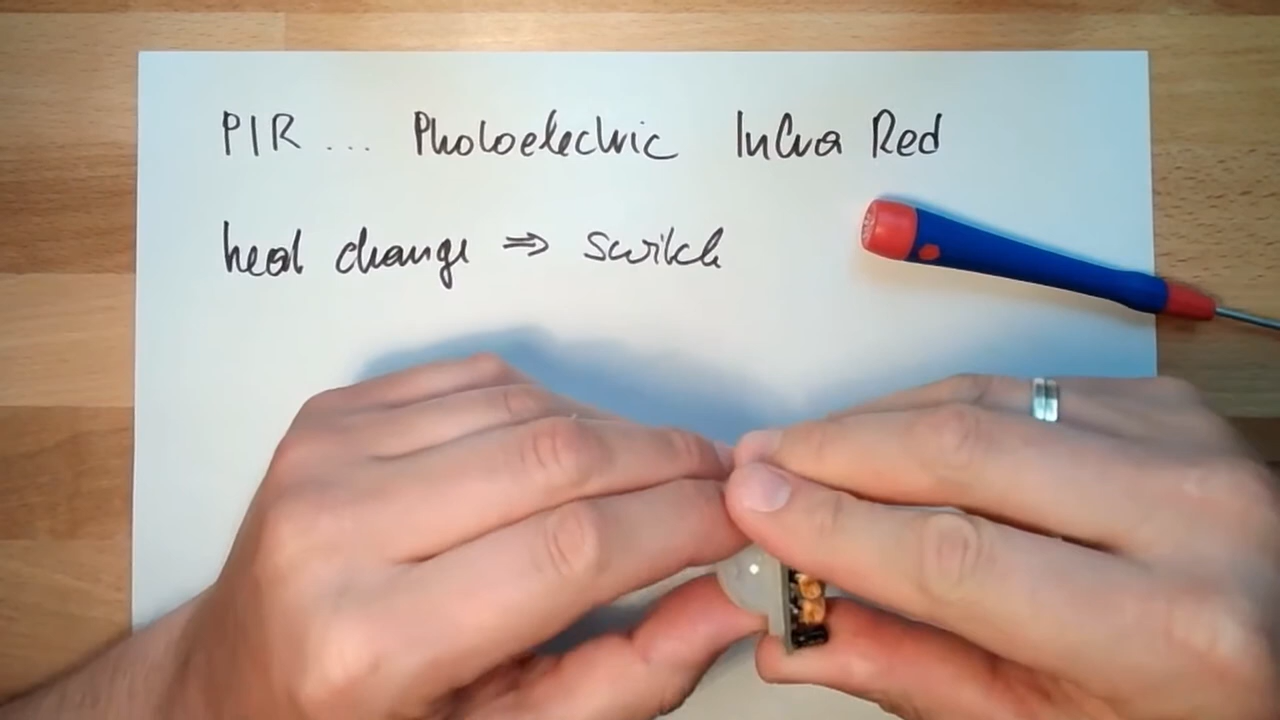 PIR ... Photoelectric Infra Red
heat change ⇒ switch